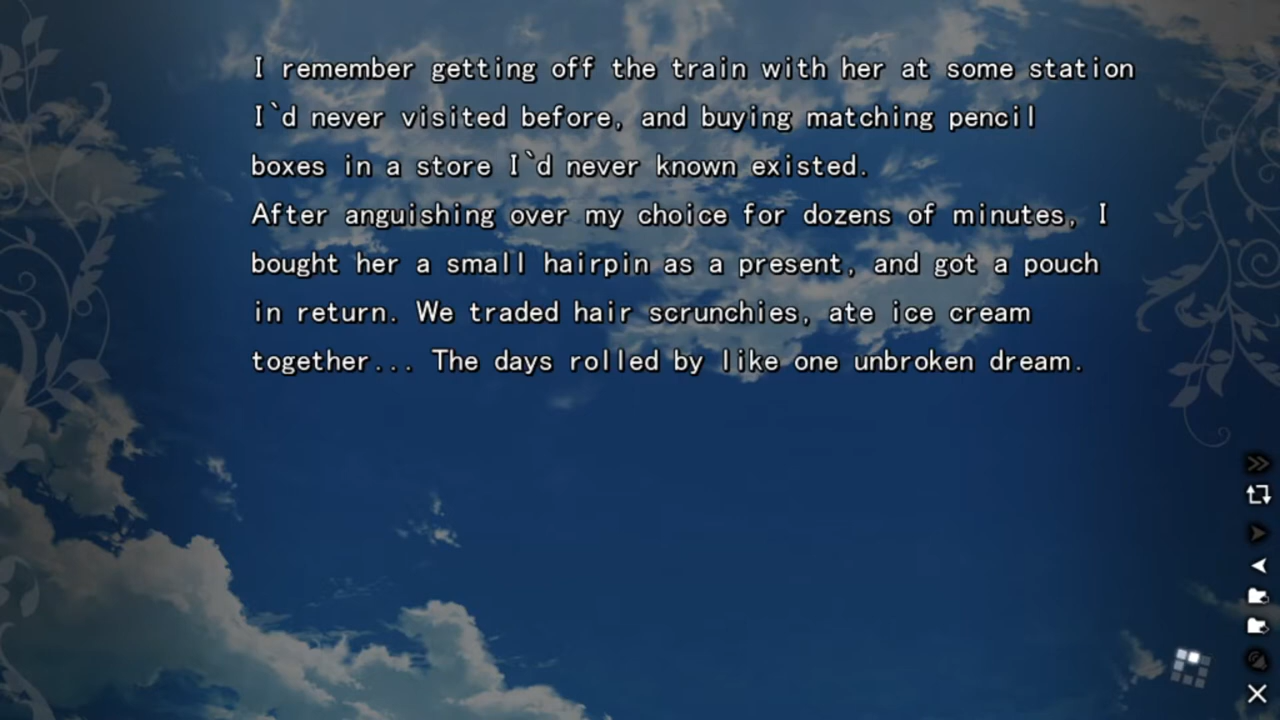 I remember getting off the train with her at some station
I`d never visited before, and buying matching pencil
boxes in a store I`d never known existed.
After anguishing over my choice for dozens of minutes, I
bought her a small hairpin as a present, and got a pouch
in return. We traded hair scrunchies, ate ice cream
together... The days rolled by like one unbroken dream.